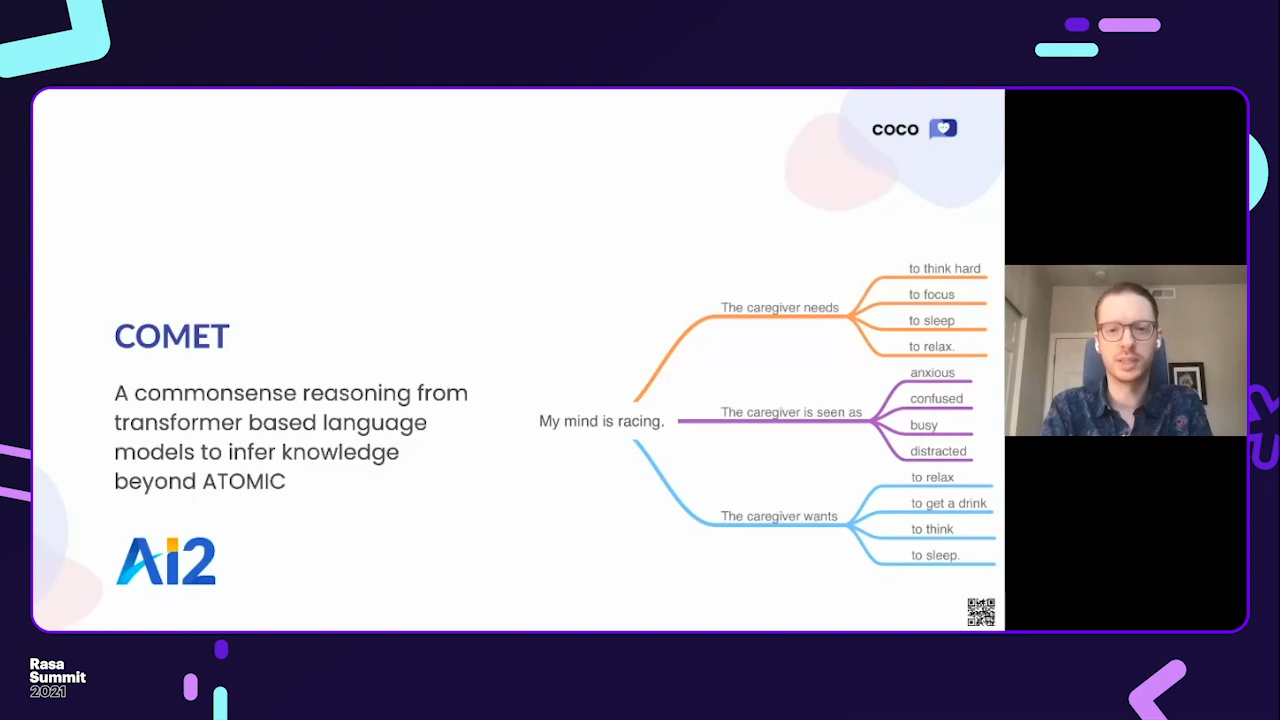 coco
COMET
A commonsense reasoning from
transformer based language
models to infer knowledge
beyond ATOMIC
Ai2
My mind is racing.
The caregiver needs
to think hard
to focus
to sleep
to relax.
The caregiver is seen as
anxious
confused
busy
distracted
The caregiver wants
to relax
to get a drink
to think
to sleep.
Rasa
Summit
2021